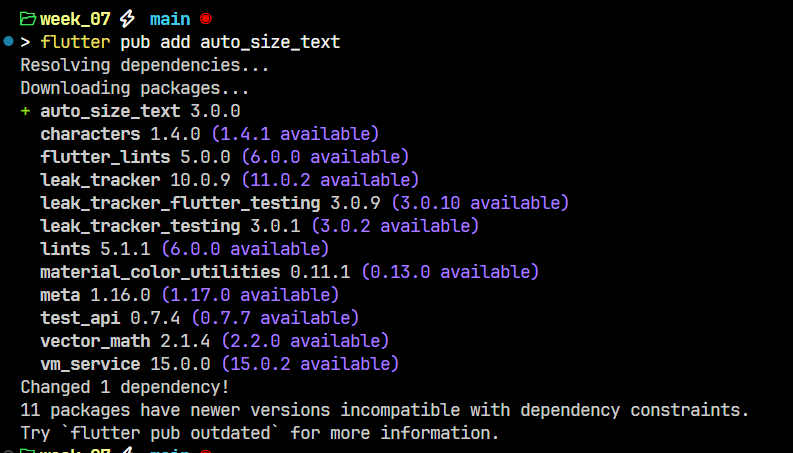 week_07 main
> flutter pub add auto_size_text
Resolving dependencies...
Downloading packages...
+ auto_size_text 3.0.0
characters 1.4.0 (1.4.1 available)
flutter_lints 5.0.0 (6.0.0 available)
leak_tracker 10.0.9 (11.0.2 available)
leak_tracker_flutter_testing 3.0.9 (3.0.10 available)
leak_tracker_testing 3.0.1 (3.0.2 available)
lints 5.1.1 (6.0.0 available)
material_color_utilities 0.11.1 (0.13.0 available)
meta 1.16.0 (1.17.0 available)
test_api 0.7.4 (0.7.7 available)
vector_math 2.1.4 (2.2.0 available)
vm_service 15.0.0 (15.0.2 available)
Changed 1 dependency!
11 packages have newer versions incompatible with dependency constraints.
Try `flutter pub outdated` for more information.
week_07 main